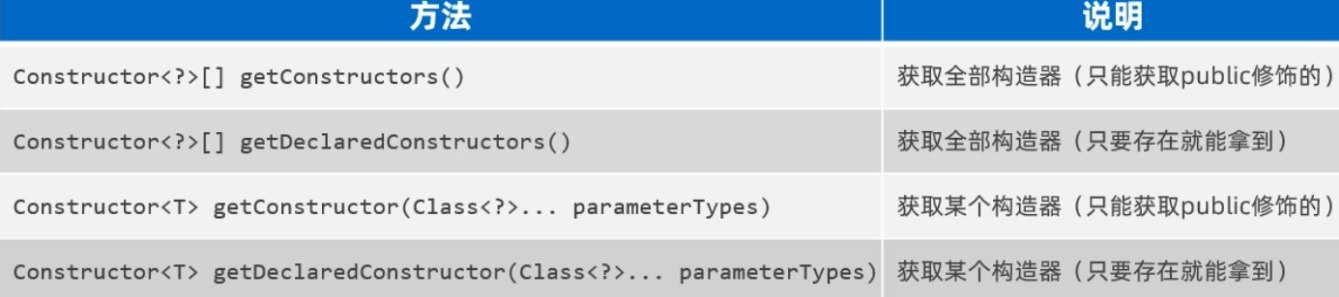 方法 说明
Constructor<?>[] getConstructors() 获取全部构造器（只能获取public修饰的）
Constructor<?>[] getDeclaredConstructors() 获取全部构造器（只要存在就能拿到）
Constructor<T> getConstructor(Class<?>... parameterTypes) 获取某个构造器（只能获取public修饰的）
Constructor<T> getDeclaredConstructor(Class<?>... parameterTypes) 获取某个构造器（只要存在就能拿到）